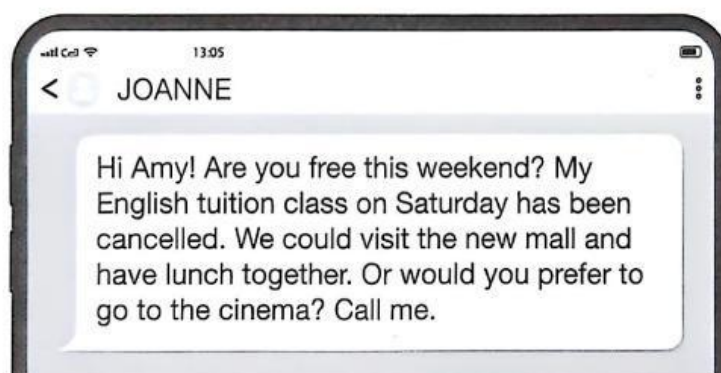 Cell 13:05
JOANNE
Hi Amy! Are you free this weekend? My
English tuition class on Saturday has been
cancelled. We could visit the new mall and
have lunch together. Or would you prefer to
go to the cinema? Call me.